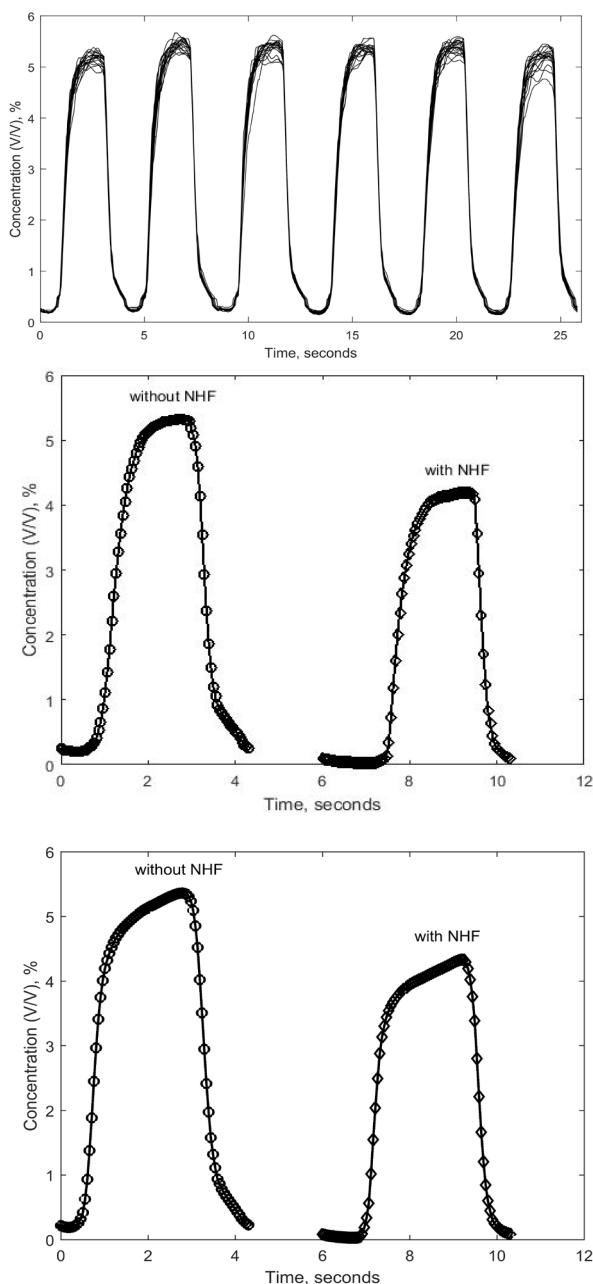 6
5
4
3
2
1
0
Concentration (V/V), %
0 5 10 15 20 25
Time, seconds
6
5
4
3
2
1
0
Concentration (V/V), %
without NHF
with NHF
0 2 4 6 8 10 12
Time, seconds
6
5
4
3
2
1
0
Concentration (V/V), %
without NHF
with NHF
0 2 4 6 8 10 12
Time, seconds